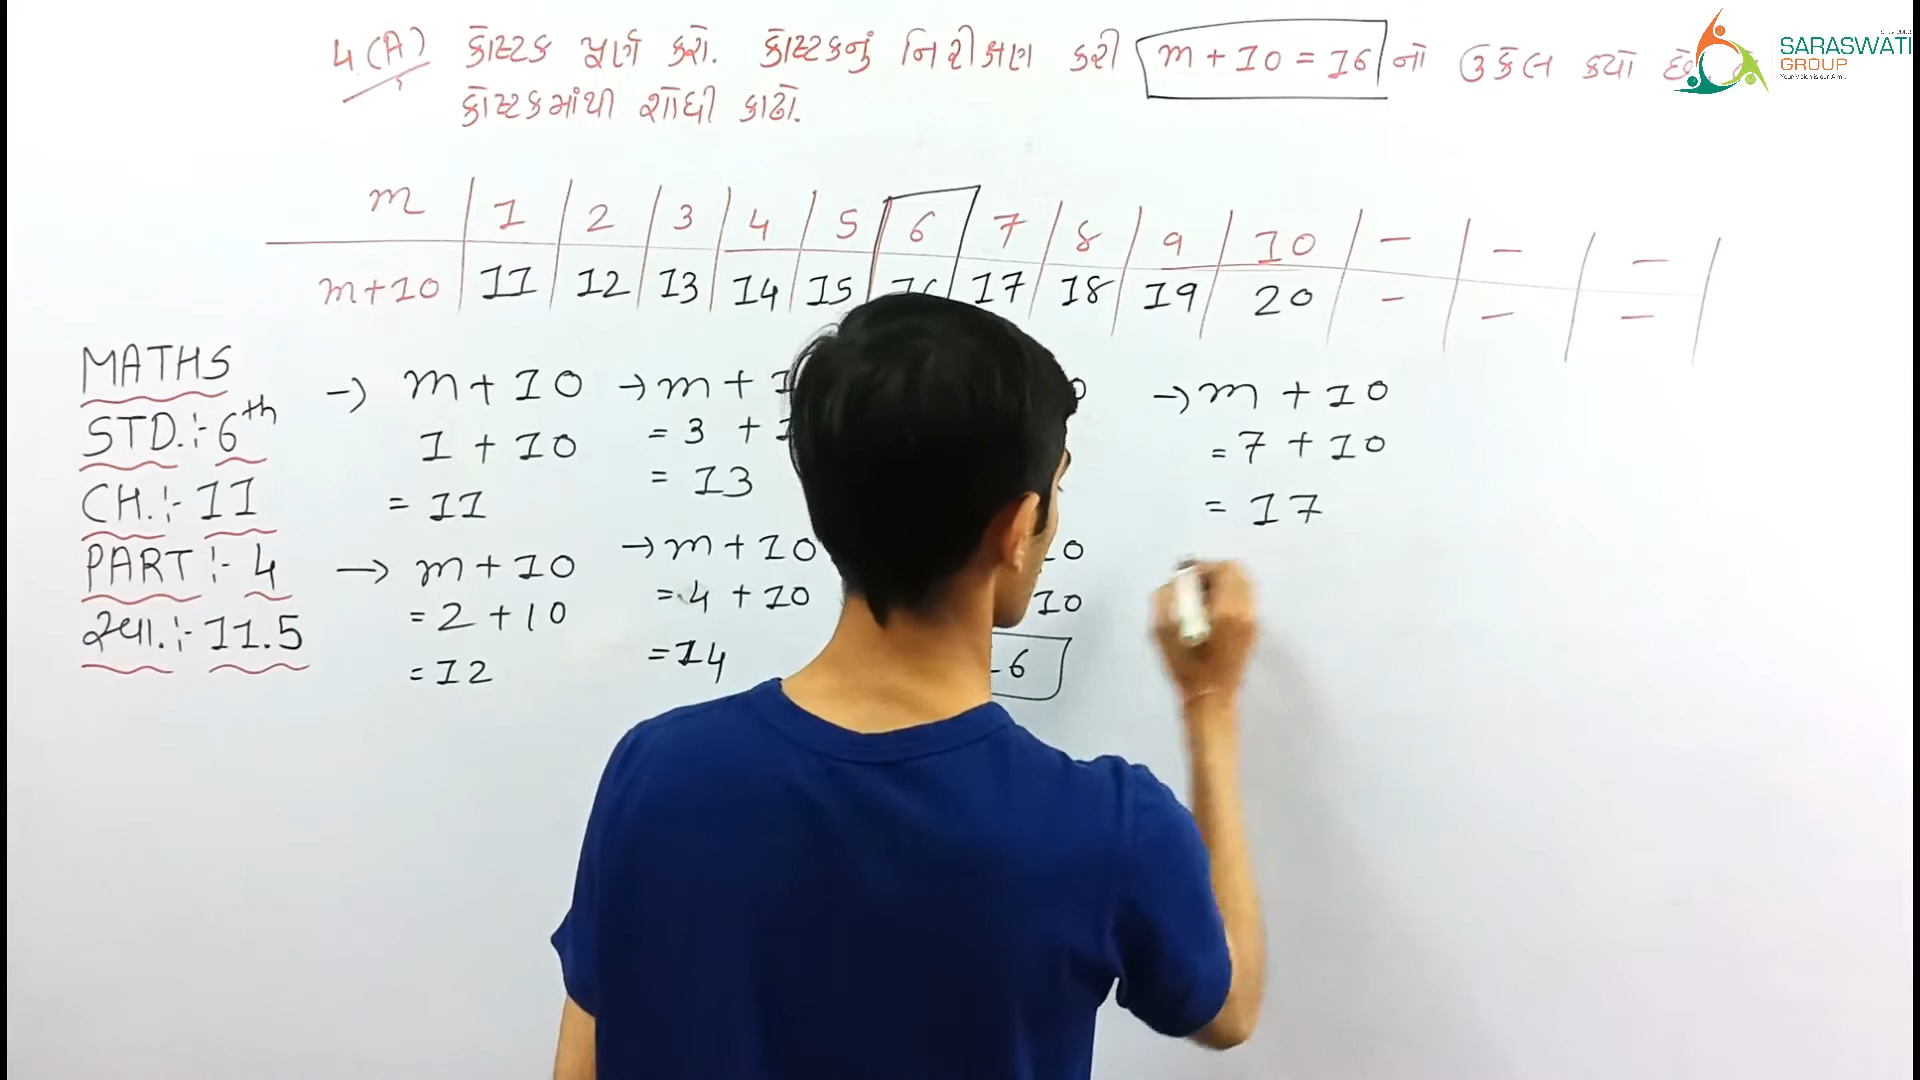 4 (A) કોષ્ટક પૂર્ણ કરો. કોષ્ટકનું નિરીક્ષણ કરી m + 10 = 16 નો ઉકેલ કયો
કોષ્ટકમાંથી શોધી કાઢો.
m 1 2 3 4 5 6 7 8 9 10 - - -
m+10 11 12 13 14 15 17 18 19 20 - - -
MATHS
STD.:- 6th
CH.:- 11
PART:- 4
સ્વા.:- 11.5
→ m + 10
1 + 10
= 11
→ m + 10
= 2 + 10
= 12
→ m +
= 3 +
= 13
→ m + 10
= 4 + 10
= 14
10
10
6
→ m + 10
= 7 + 10
= 17
SARASWATI
GROUP